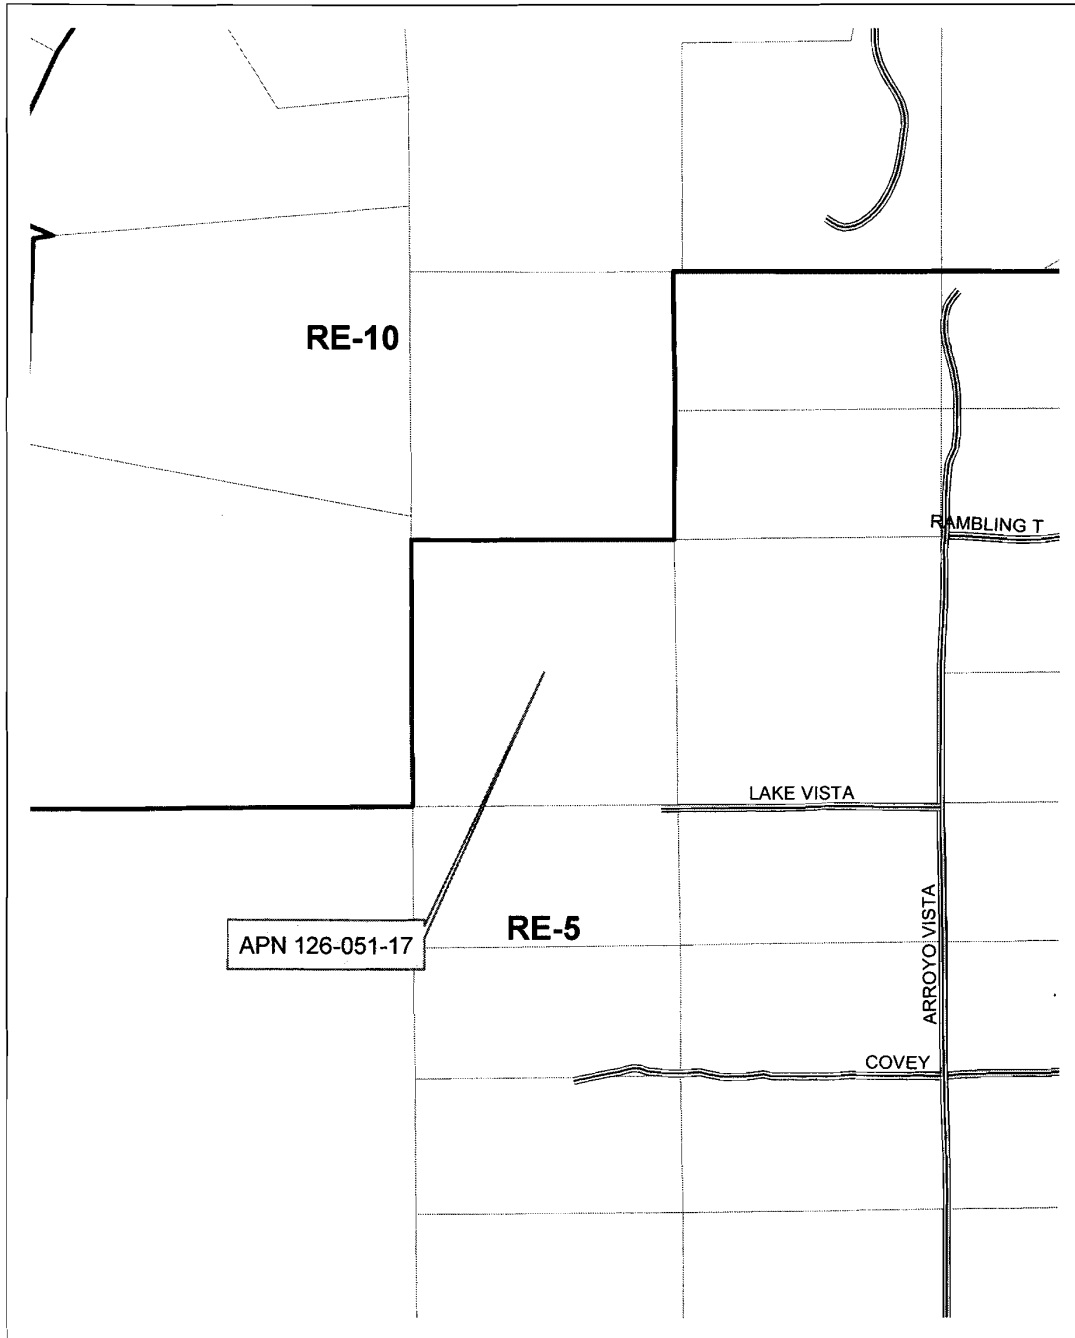 RE-10
RAMBLING T
LAKE VISTA
ARROYO VISTA
RE-5
APN 126-051-17
COVEY